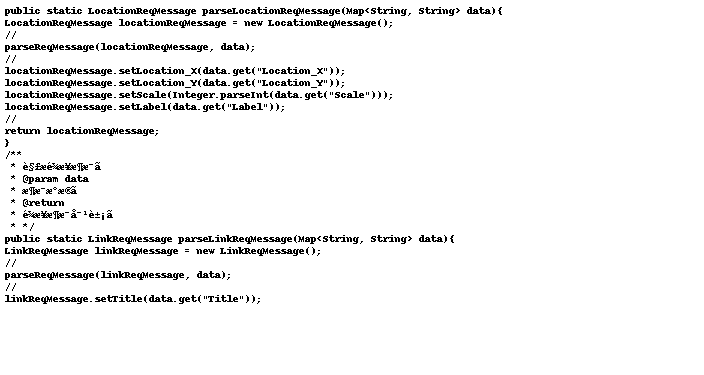 public static LocationReqMessage parseLocationReqMessage(Map<String, String> data){
LocationReqMessage locationReqMessage = new LocationReqMessage();
//
parseReqMessage(locationReqMessage, data);
//
locationReqMessage.setLocation_X(data.get("Location_X"));
locationReqMessage.setLocation_Y(data.get("Location_Y"));
locationReqMessage.setScale(Integer.parseInt(data.get("Scale")));
locationReqMessage.setLabel(data.get("Label"));
//
return locationReqMessage;
}
/**
* è§£æé¾æ¥æ¶æ¯ã
* @param data
* æ¶æ¯æ°æ®ã
* @return
* é¾æ¥æ¶æ¯å¯¹è±¡ã
* */
public static LinkReqMessage parseLinkReqMessage(Map<String, String> data){
LinkReqMessage linkReqMessage = new LinkReqMessage();
//
parseReqMessage(linkReqMessage, data);
//
linkReqMessage.setTitle(data.get("Title"));